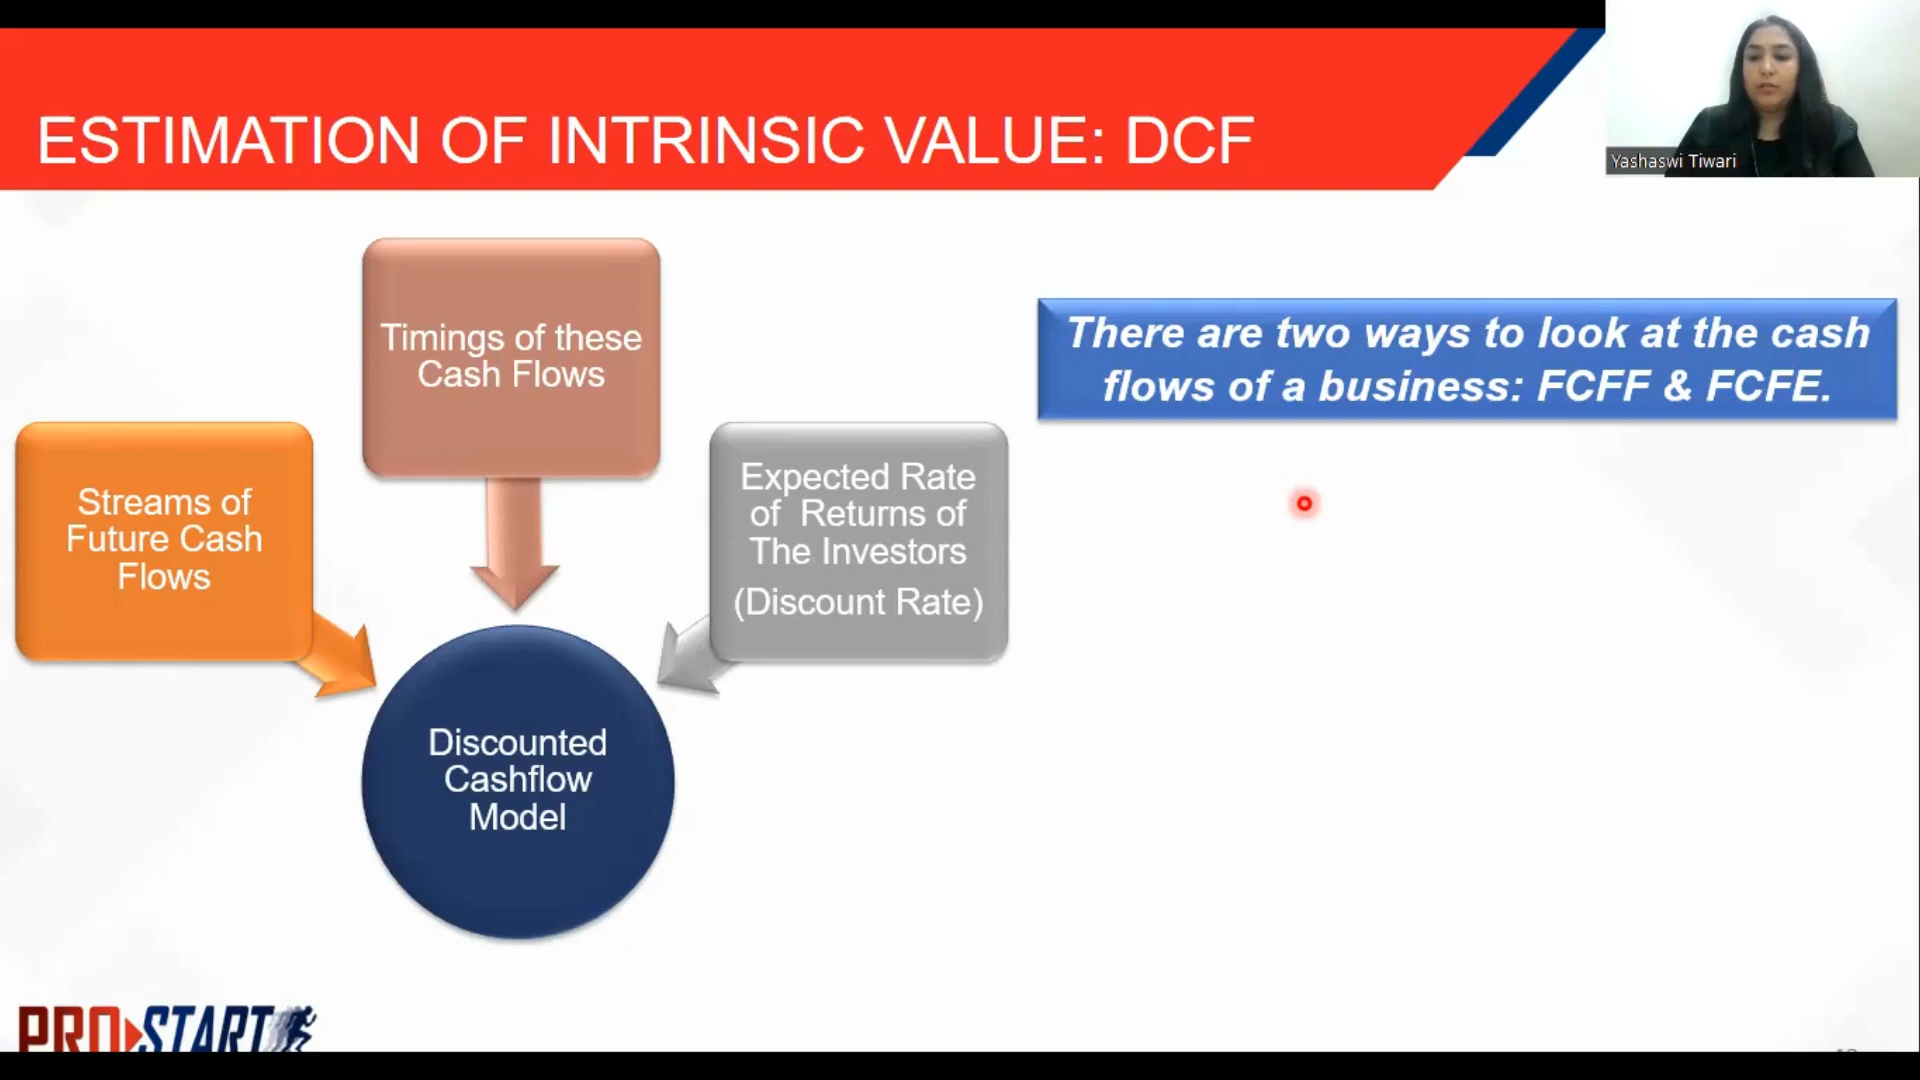 ESTIMATION OF INTRINSIC VALUE: DCF
Yashaswi Tiwari
Timings of these
Cash Flows
There are two ways to look at the cash
flows of a business: FCFF & FCFE.
Streams of
Future Cash
Flows
Expected Rate
of Returns of
The Investors
(Discount Rate)
Discounted
Cashflow
Model
PRO START